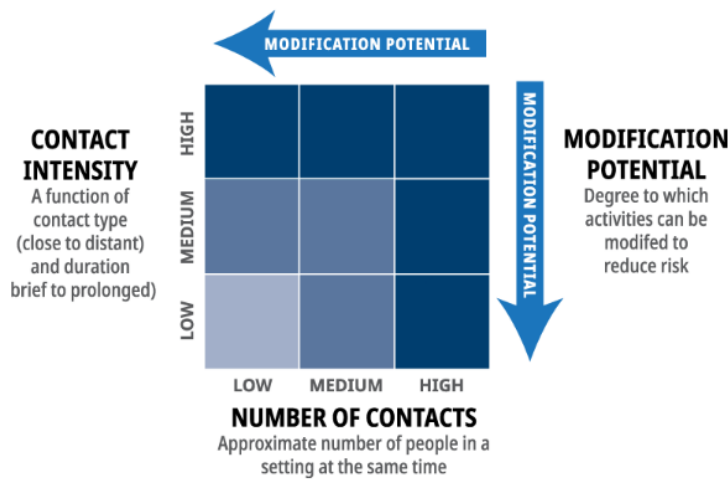 MODIFICATION POTENTIAL
CONTACT
INTENSITY
A function of
contact type
(close to distant)
and duration
brief to prolonged)
HIGH
MEDIUM
LOW
MODIFICATION POTENTIAL
MODIFICATION
POTENTIAL
Degree to which
activities can be
modifed to
reduce risk
LOW
MEDIUM
HIGH
NUMBER OF CONTACTS
Approximate number of people in a
setting at the same time